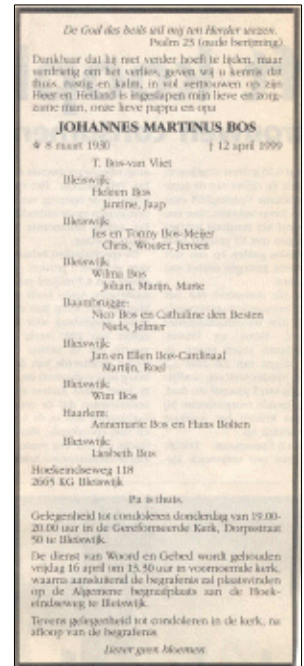 De God des heils wil mij ten Herder wezen.
Psalm 23 (oude berijming)
Dankbaar dat hij niet verder hoeft te lijden, maar
verdrietig om het verlies, geven wij u kennis dat
thuis, rustig en kalm, in vol vertrouwen op zijn
Heer en Heiland is ingeslapen mijn lieve en zorg-
zame man, onze lieve pappa en opa
JOHANNES MARTINUS BOS
* 8 maart 1930 † 12 april 1999
T. Bos-van Vliet
Bleiswijk:
Heleen Bos
Jantine, Jaap
Bleiswijk:
Jes en Tonny Bos-Meijer
Chris, Wouter, Jeroen
Bleiswijk:
Wilma Bos
Johan, Marijn, Marie
Baambrugge:
Nico Bos en Cathaline den Besten
Niels, Jelmer
Bleiswijk:
Jan en Ellen Bos-Cardinaal
Martijn, Roel
Bleiswijk:
Wim Bos
Haarlem:
Annemarie Bos en Hans Bolten
Bleiswijk:
Liesbeth Bos
Hoekeindseweg 118
2665 KG Bleiswijk
Pa is thuis.
Gelegenheid tot condoleren donderdag van 19.00-
20.00 uur in de Gereformeerde Kerk, Dorpsstraat
50 te Bleiswijk.
De dienst van Woord en Gebed wordt gehouden
vrijdag 16 april om 13.30 uur in voornoemde kerk,
waarna aansluitend de begrafenis zal plaatsvinden
op de Algemene begraafplaats aan de Hoek-
eindseweg te Bleiswijk.
Tevens gelegenheid tot condoleren in de kerk, na
afloop van de begrafenis.
Liever geen bloemen.